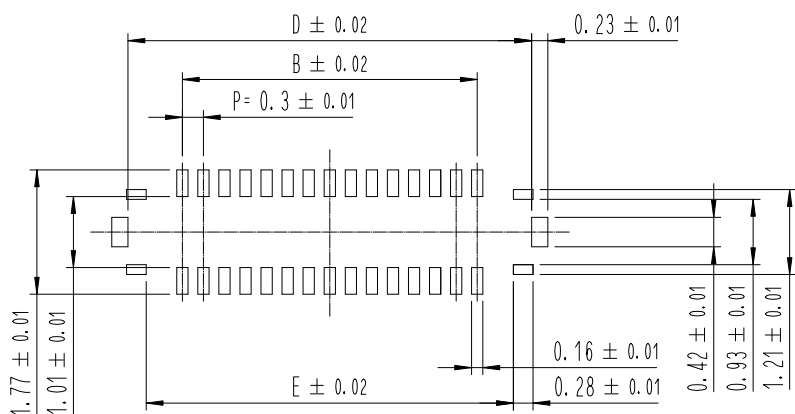 D ± 0.02
0.23 ± 0.01
B ± 0.02
P= 0.3 ± 0.01
1.77 ± 0.01
1.01 ± 0.01
E ± 0.02
0.16 ± 0.01
0.28 ± 0.01
0.42 ± 0.01
0.93 ± 0.01
1.21 ± 0.01